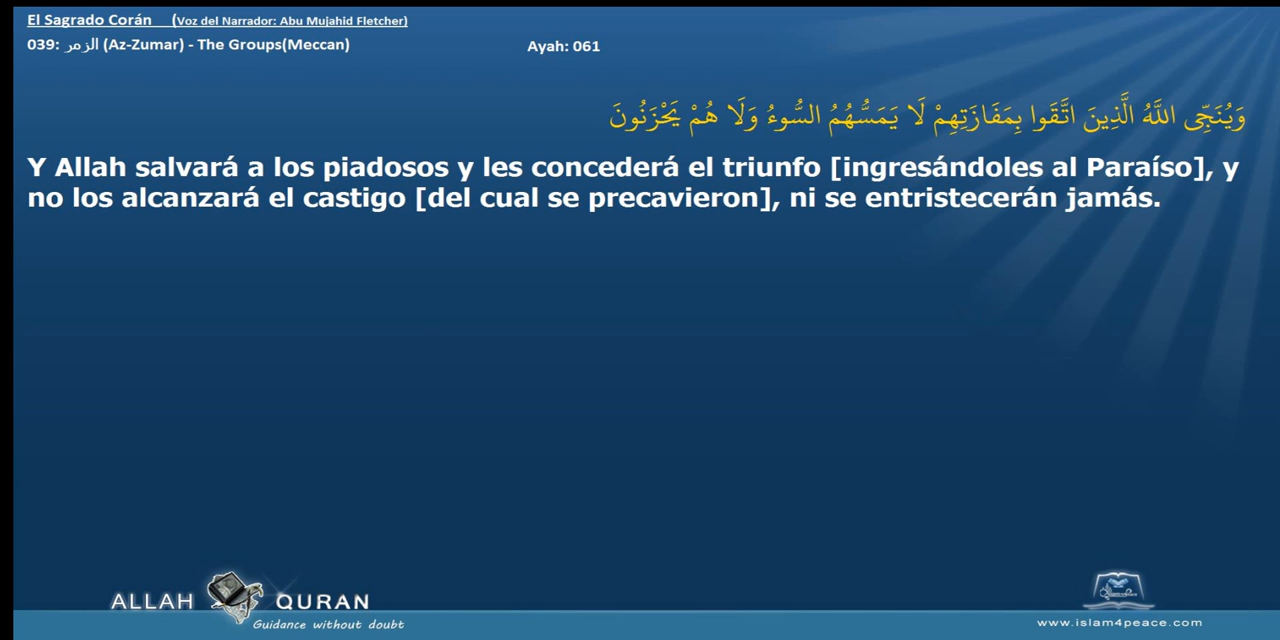 El Sagrado Corán (Voz del Narrador: Abu Mujahid Fletcher)
039: الزمر (Az-Zumar) - The Groups(Meccan) Ayah: 061
وَيُنَجِّى اللَّهُ الَّذِينَ اتَّقَوا بِمَفَازَتِهِمْ لَا يَمَسُّهُمُ السُّوءُ وَلَا هُمْ يَحْزَنُونَ
Y Allah salvará a los piadosos y les concederá el triunfo [ingresándoles al Paraíso], y
no los alcanzará el castigo [del cual se precavieron], ni se entristecerán jamás.
ALLAH QURAN
Guidance without doubt
www.islam4peace.com